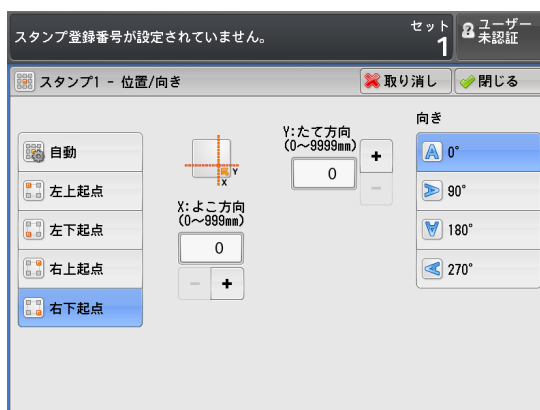 スタンプ登録番号が設定されていません。
セット
1
ユーザー
未認証
スタンプ1 - 位置/向き
取り消し
閉じる
自動
左上起点
左下起点
右上起点
右下起点
Y
X
X:よこ方向
(0～999mm)
0
－
+
Y:たて方向
(0～9999mm)
0
+
－
向き
A 0°
A 90°
A 180°
A 270°